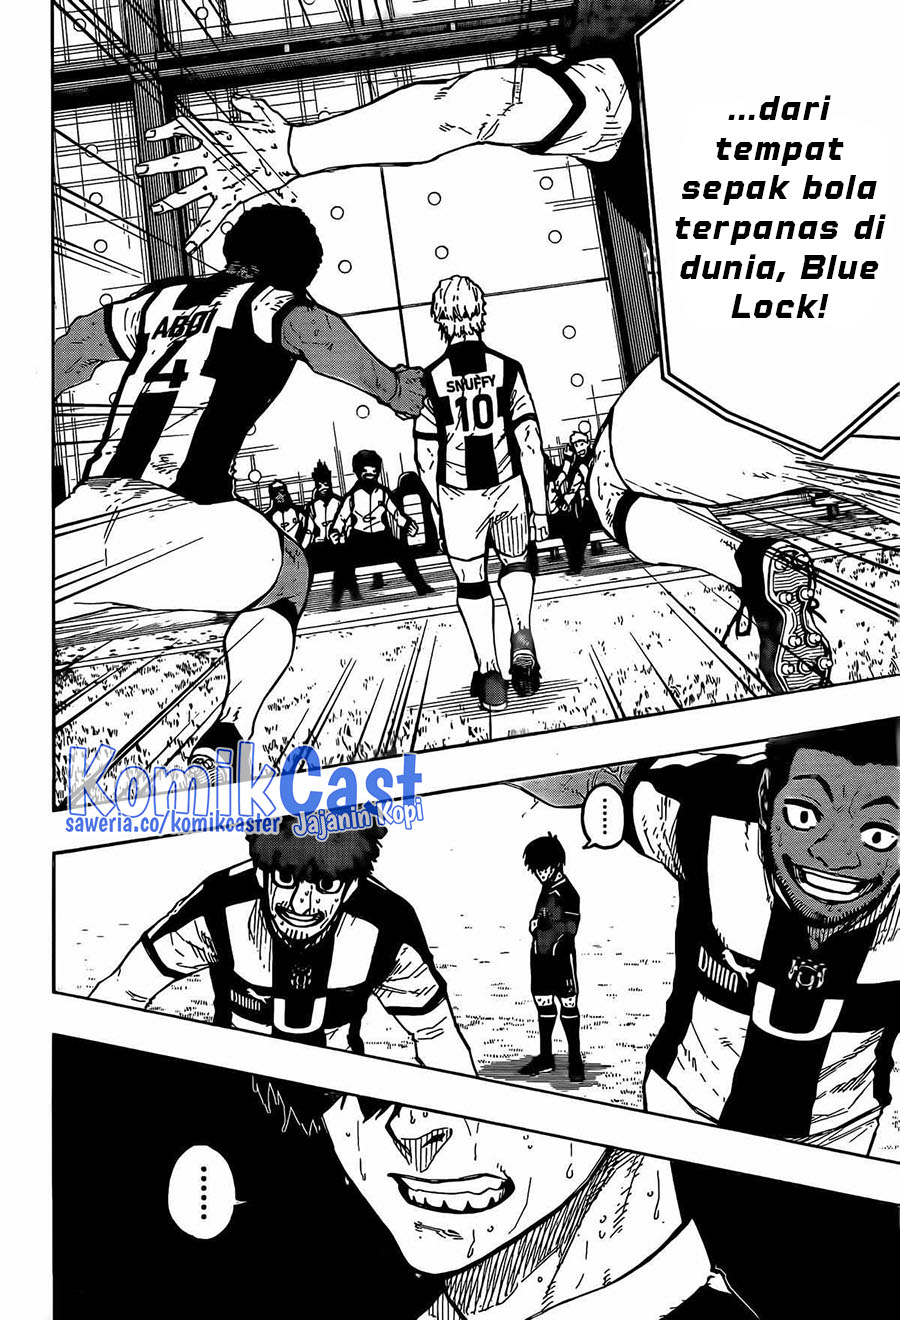 ...dari
tempat
sepak bola
terpanas di
dunia, Blue
Lock!
ABDI
4
SNUFFY
10
KomikCast
saweria.co/komikcaster Jajanin Kopi
......
U
U
......